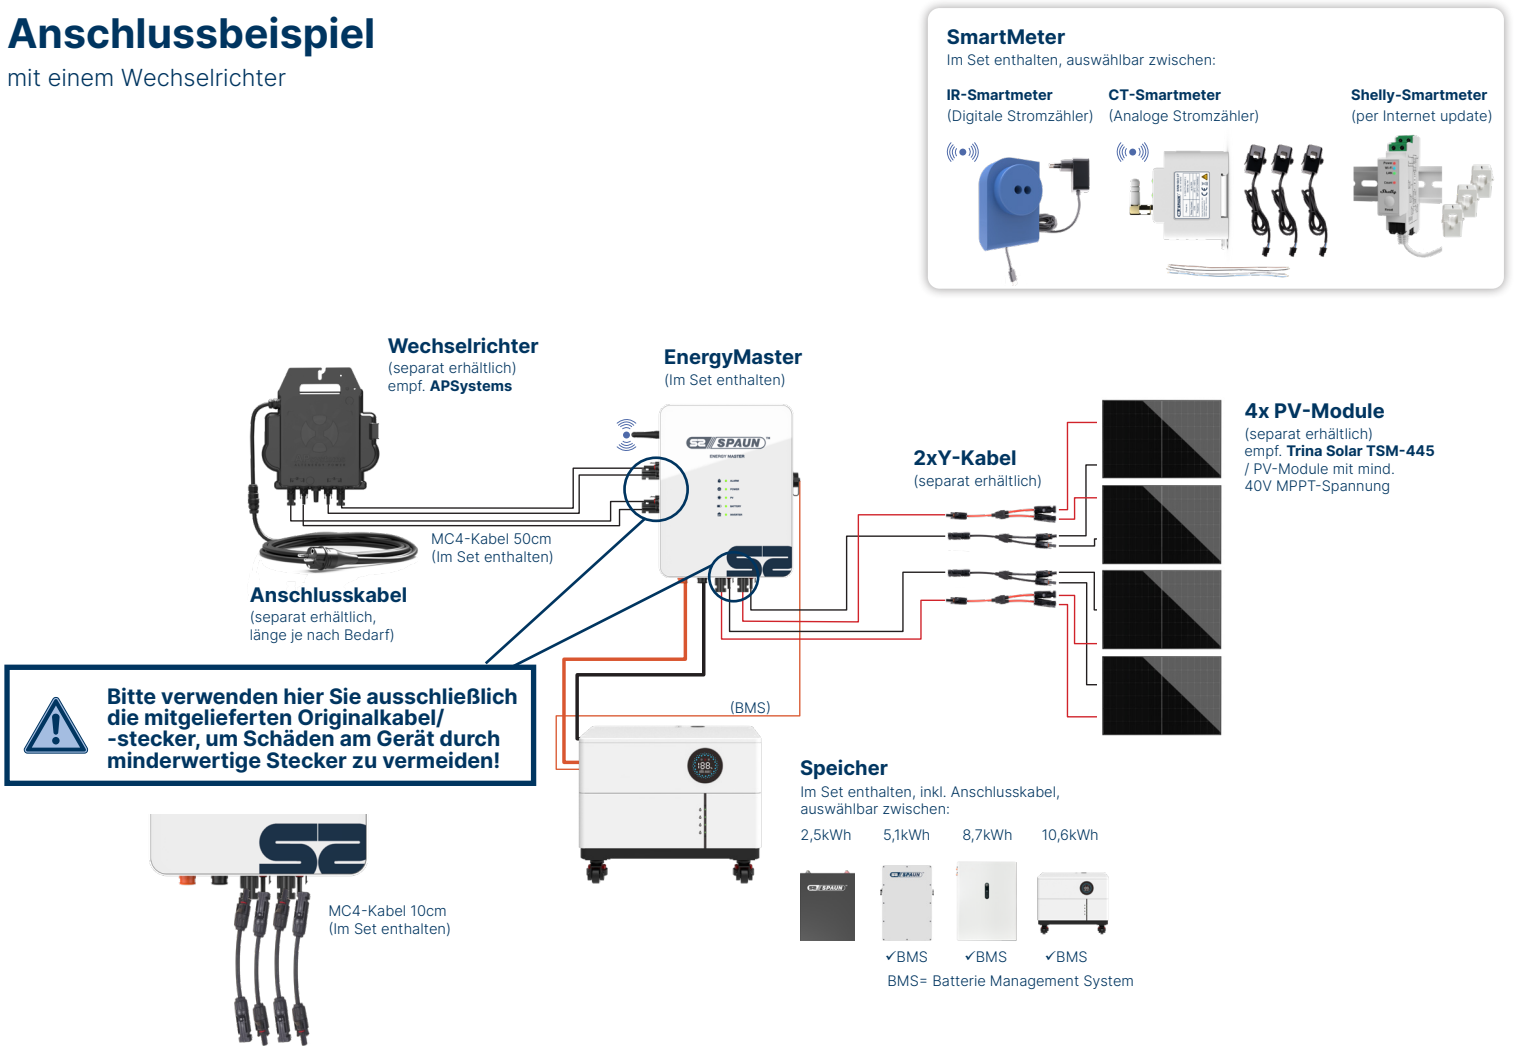 Anschlussbeispiel
mit einem Wechselrichter
SmartMeter
Im Set enthalten, auswählbar zwischen:
IR-Smartmeter
(Digitale Stromzähler)
CT-Smartmeter
(Analoge Stromzähler)
Shelly-Smartmeter
(per Internet update)
Wechselrichter
(separat erhältlich)
empf. APSystems
EnergyMaster
(Im Set enthalten)
SPAUN
ENERGY MASTER
4x PV-Module
(separat erhältlich)
empf. Trina Solar TSM-445
/ PV-Module mit mind.
40V MPPT-Spannung
2xY-Kabel
(separat erhältlich)
MC4-Kabel 50cm
(Im Set enthalten)
Anschlusskabel
(separat erhältlich,
länge je nach Bedarf)
Bitte verwenden hier Sie ausschließlich
die mitgelieferten Originalkabel/
-stecker, um Schäden am Gerät durch
minderwertige Stecker zu vermeiden!
(BMS)
Speicher
Im Set enthalten, inkl. Anschlusskabel,
auswählbar zwischen:
2,5kWh 5,1kWh 8,7kWh 10,6kWh
SPAUN
SPAUN
✓BMS ✓BMS ✓BMS
BMS= Batterie Management System
MC4-Kabel 10cm
(Im Set enthalten)